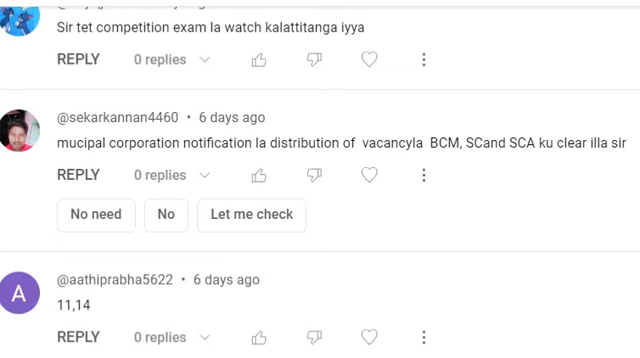 Sir tet competition exam la watch kalattitanga iyya
REPLY 0 replies
@sekarkannan4460 • 6 days ago
mucipal corporation notification la distribution of vacancyla BCM, SCand SCA ku clear illa sir
REPLY 0 replies
No need No Let me check
A
@aathiprabha5622 • 6 days ago
11,14
REPLY 0 replies